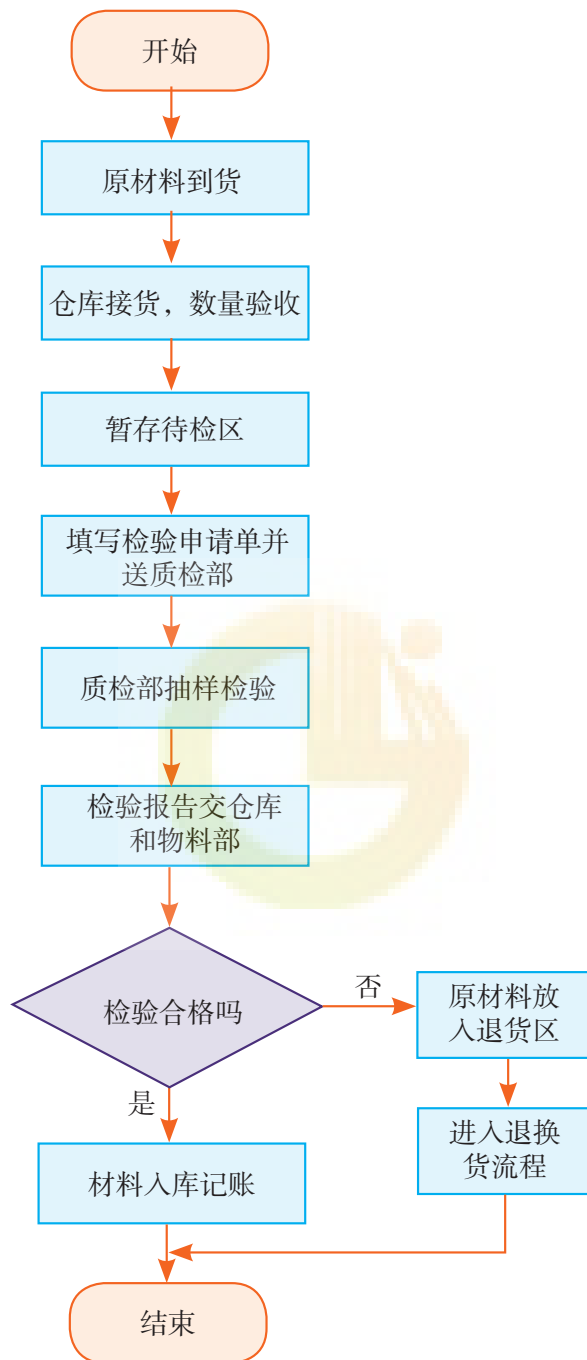 开始
原材料到货
仓库接货，数量验收
暂存待检区
填写检验申请单并
送质检部
质检部抽样检验
检验报告交仓库
和物料部
检验合格吗
否
原材料放
入退货区
是
进入退换
货流程
材料入库记账
结束